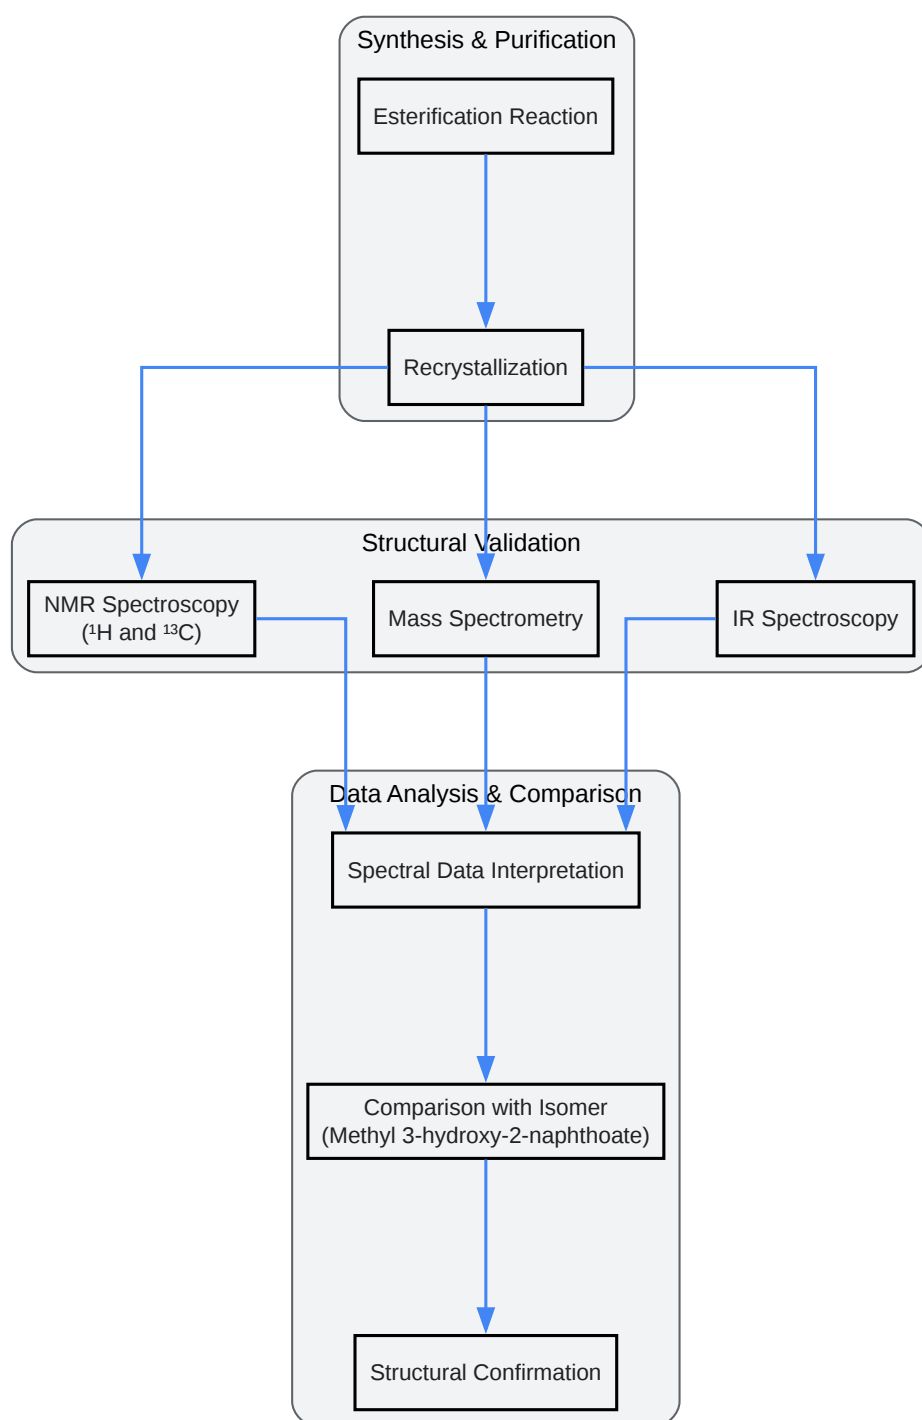 Synthesis & Purification
Esterification Reaction
Recrystallization
Structural Validation
NMR Spectroscopy
(¹H and ¹³C)
Mass Spectrometry
IR Spectroscopy
Data Analysis & Comparison
Spectral Data Interpretation
Comparison with Isomer
(Methyl 3-hydroxy-2-naphthoate)
Structural Confirmation